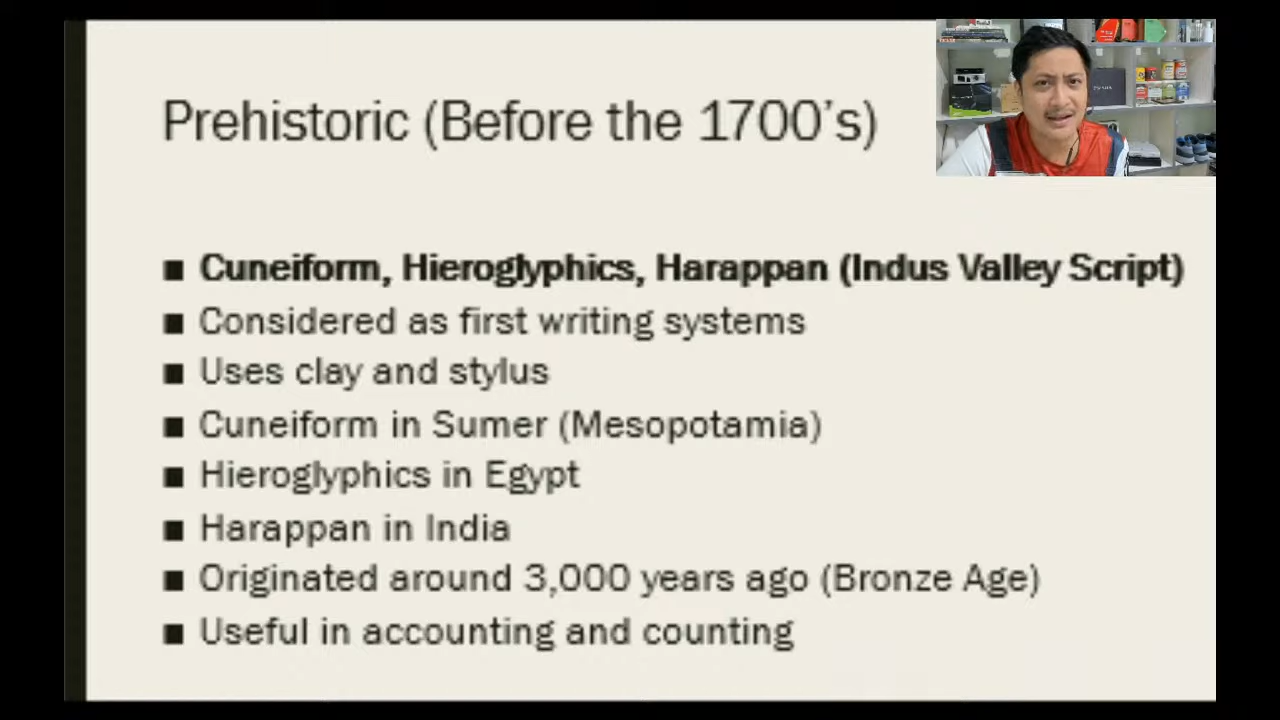 Prehistoric (Before the 1700's)
Cuneiform, Hieroglyphics, Harappan (Indus Valley Script)
Considered as first writing systems
Uses clay and stylus
Cuneiform in Sumer (Mesopotamia)
Hieroglyphics in Egypt
Harappan in India
Originated around 3,000 years ago (Bronze Age)
Useful in accounting and counting